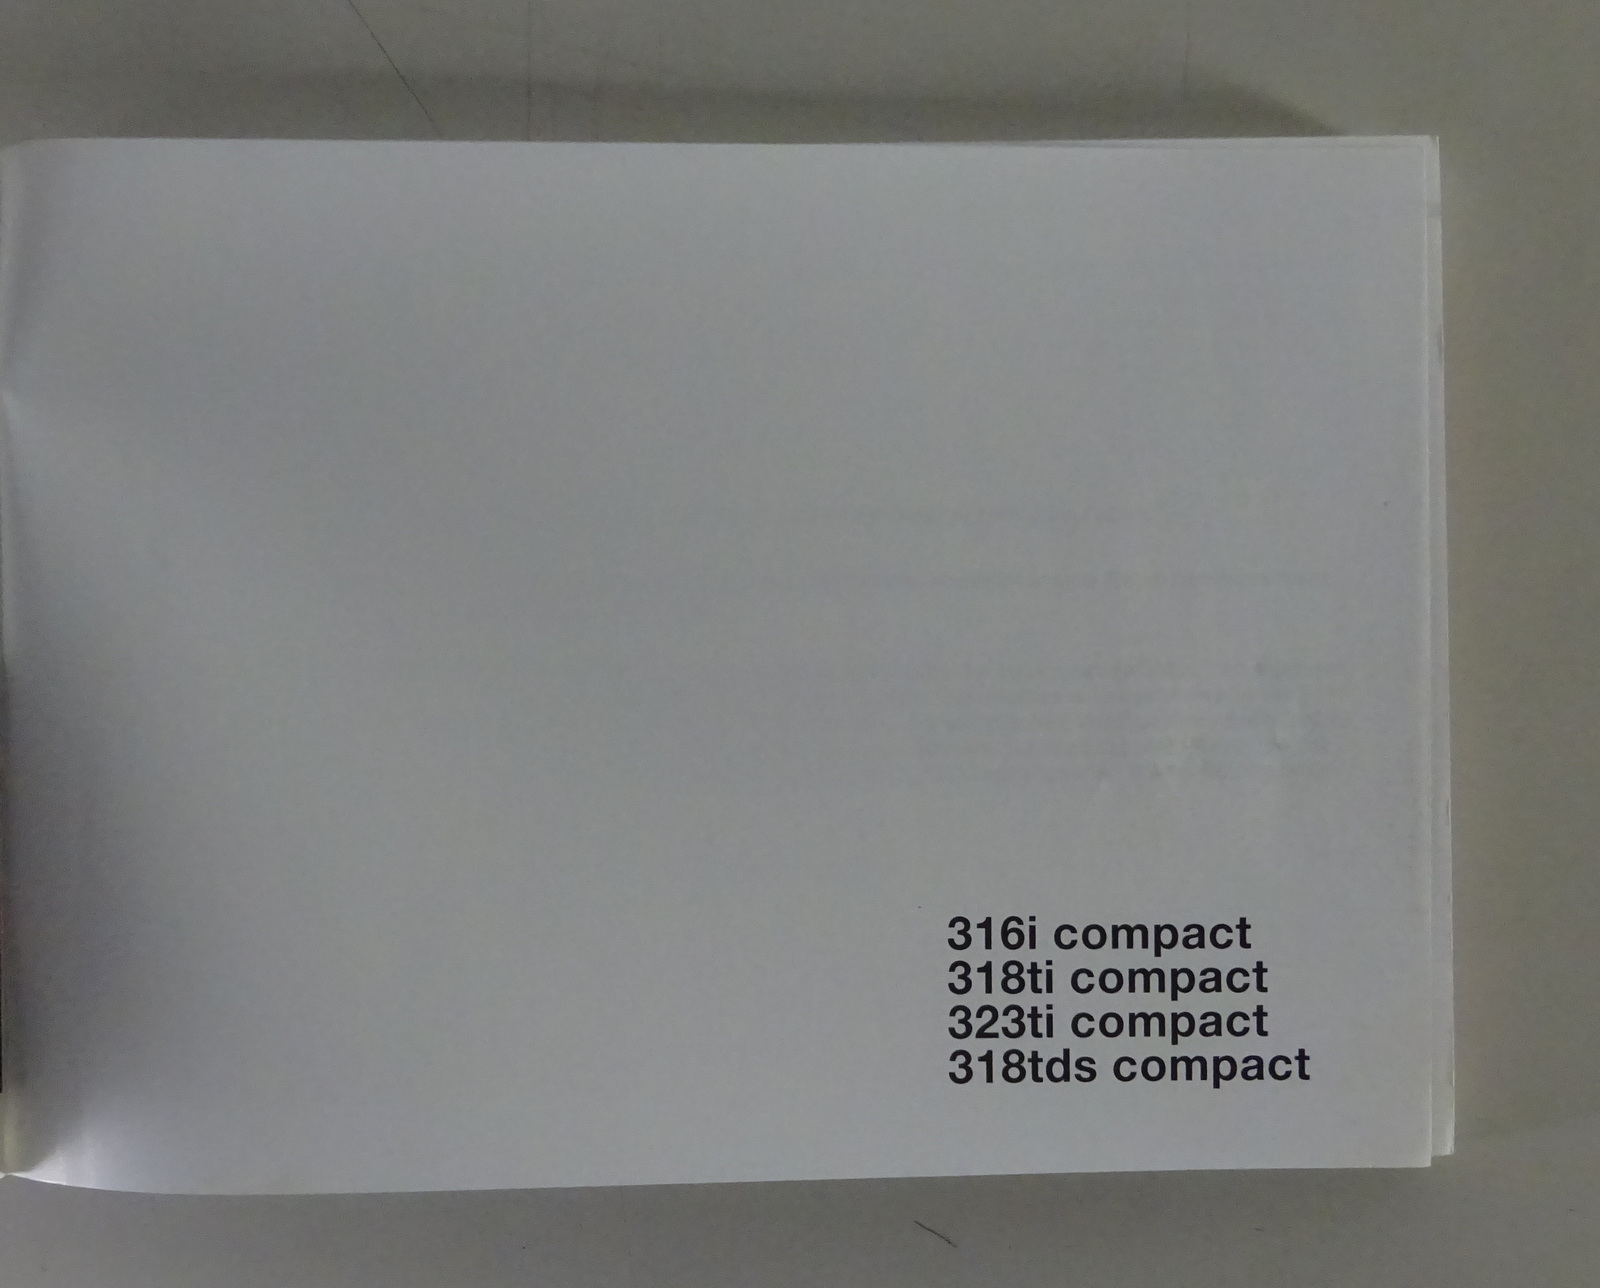 316i compact
318ti compact
323ti compact
318tds compact